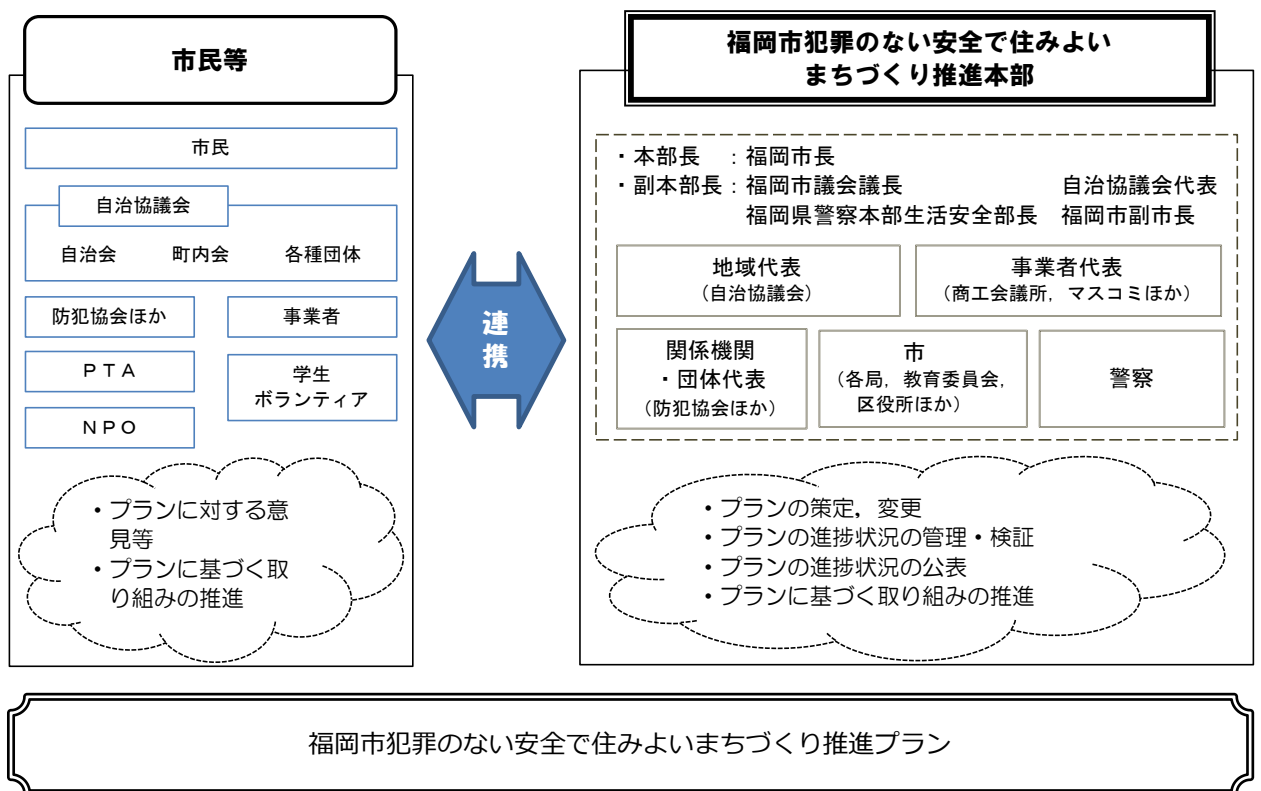 市民等
市民
自治協議会
自治会 町内会 各種団体
防犯協会ほか 事業者
ＰＴＡ
学生
ボランティア
ＮＰＯ
・プランに対する意
見等
・プランに基づく取
り組みの推進
連
携
福岡市犯罪のない安全で住みよい
まちづくり推進本部
・本部長　：福岡市長
・副本部長：福岡市議会議長 自治協議会代表
福岡県警察本部生活安全部長 福岡市副市長
地域代表
（自治協議会）
事業者代表
（商工会議所，マスコミほか）
関係機関
・団体代表
（防犯協会ほか）
市
（各局，教育委員会，
区役所ほか）
警察
・プランの策定，変更
・プランの進捗状況の管理・検証
・プランの進捗状況の公表
・プランに基づく取り組みの推進
福岡市犯罪のない安全で住みよいまちづくり推進プラン